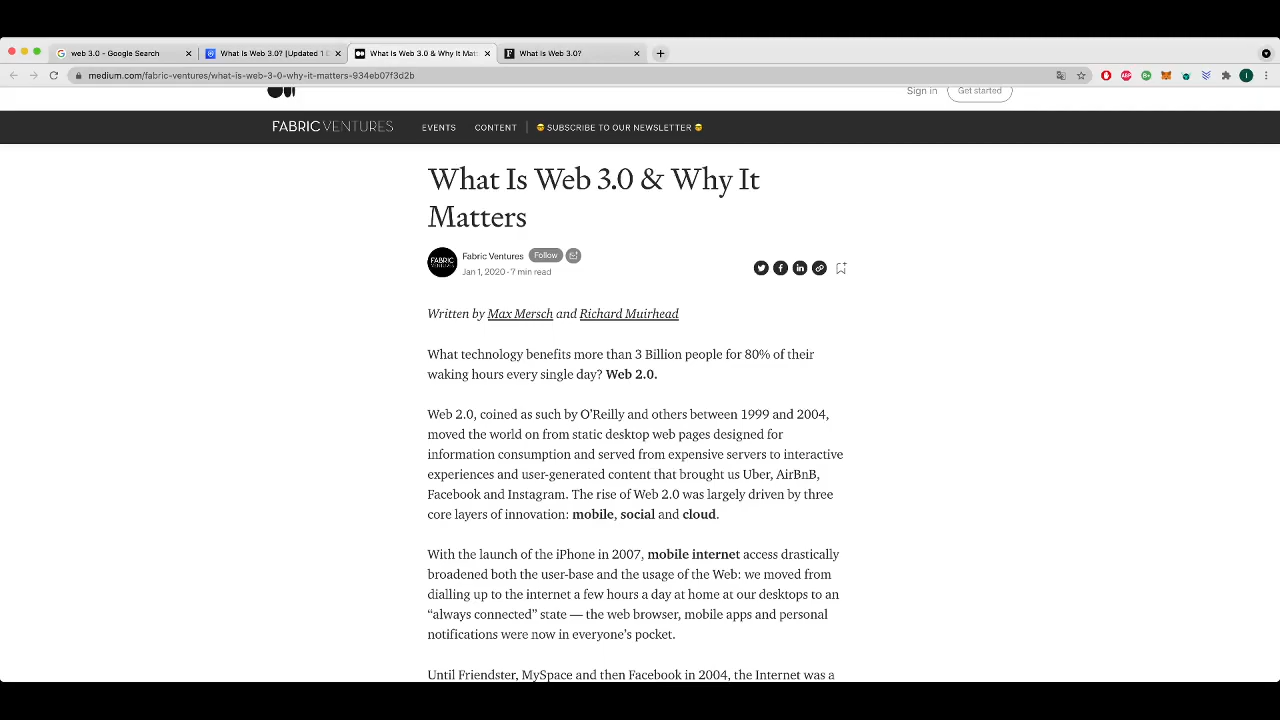 web 3.0 - Google Search
What Is Web 3.0? [Updated 1
What Is Web 3.0 & Why It Mat
What Is Web 3.0?
medium.com/fabric-ventures/what-is-web-3-0-why-it-matters-934eb07f3d2b
Sign in
Get started
FABRIC VENTURES
EVENTS
CONTENT
SUBSCRIBE TO OUR NEWSLETTER
What Is Web 3.0 & Why It
Matters
FABRIC
VENTURES
Fabric Ventures
Follow
Jan 1, 2020 · 7 min read
Written by Max Mersch and Richard Muirhead
What technology benefits more than 3 Billion people for 80% of their
waking hours every single day? Web 2.0.
Web 2.0, coined as such by O'Reilly and others between 1999 and 2004,
moved the world on from static desktop web pages designed for
information consumption and served from expensive servers to interactive
experiences and user-generated content that brought us Uber, AirBnB,
Facebook and Instagram. The rise of Web 2.0 was largely driven by three
core layers of innovation: mobile, social and cloud.
With the launch of the iPhone in 2007, mobile internet access drastically
broadened both the user-base and the usage of the Web: we moved from
dialling up to the internet a few hours a day at home at our desktops to an
“always connected” state — the web browser, mobile apps and personal
notifications were now in everyone's pocket.
Until Friendster, MySpace and then Facebook in 2004, the Internet was a